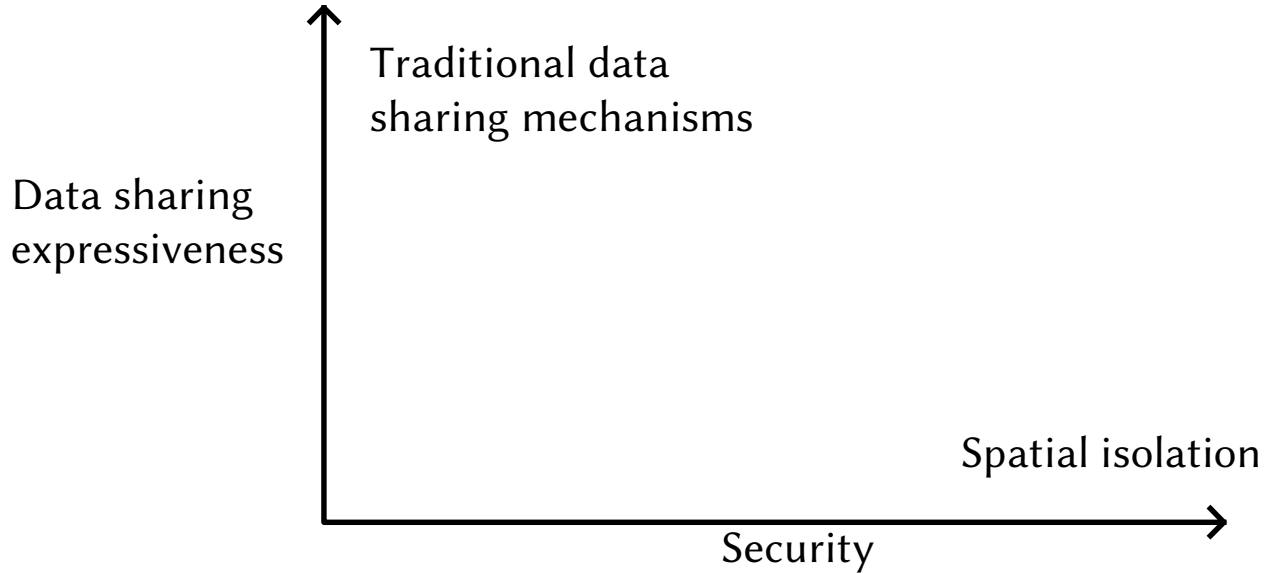 Traditional data
sharing mechanisms
Data sharing
expressiveness
Spatial isolation
Security